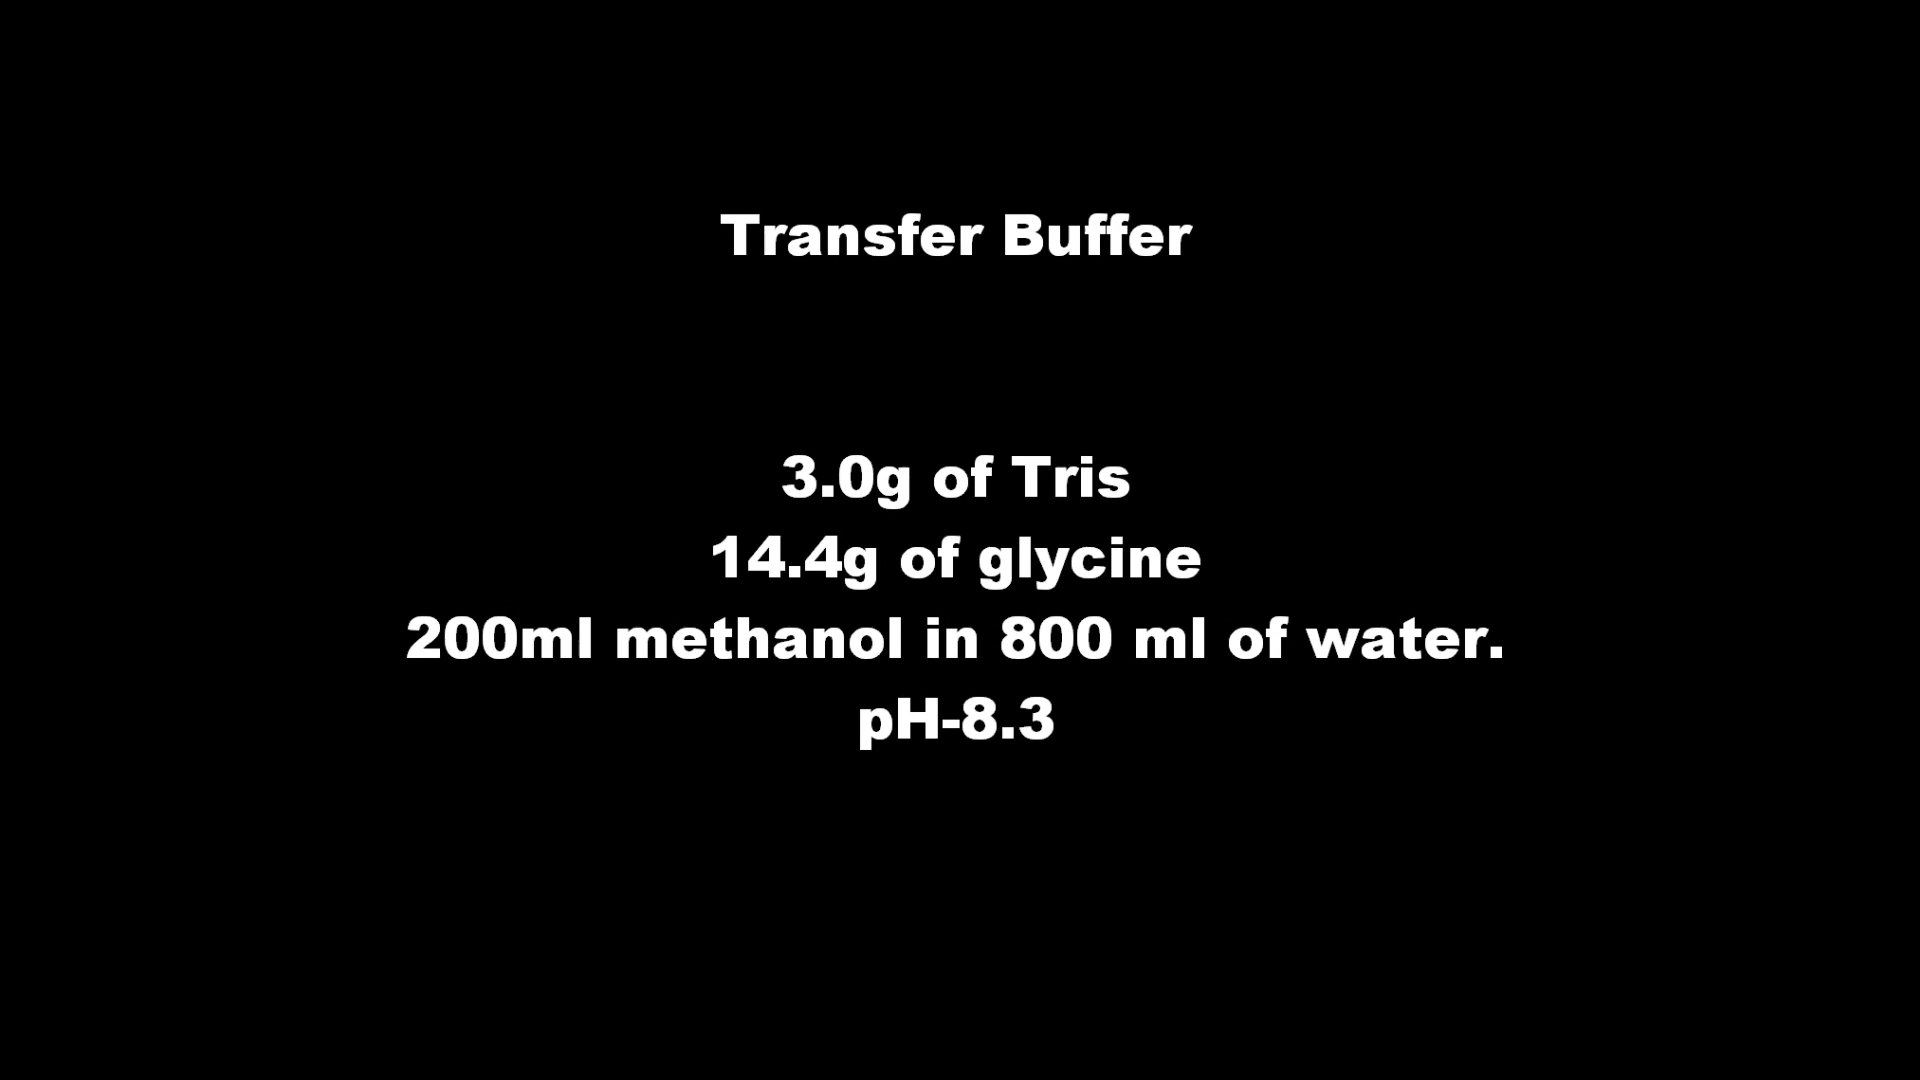 Transfer Buffer
3.0g of Tris
14.4g of glycine
200ml methanol in 800 ml of water.
pH-8.3